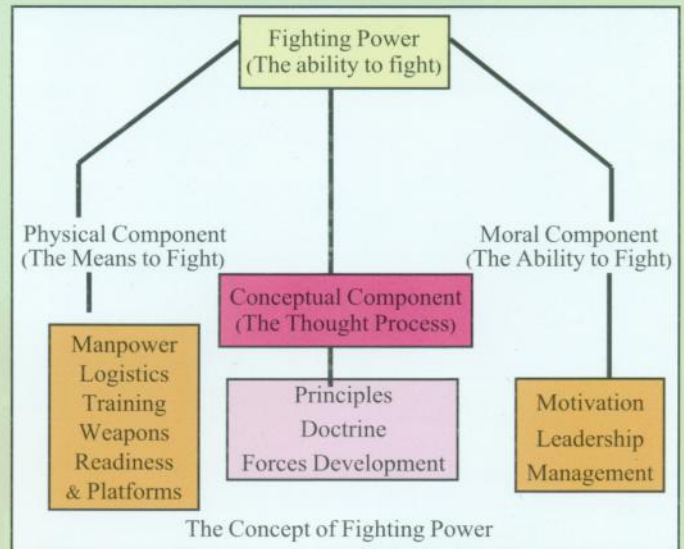 Fighting Power
(The ability to fight)
Physical Component
(The Means to Fight)
Moral Component
(The Ability to Fight)
Conceptual Component
(The Thought Process)
Manpower
Logistics
Training
Weapons
Readiness
& Platforms
Principles
Doctrine
Forces Development
Motivation
Leadership
Management
The Concept of Fighting Power